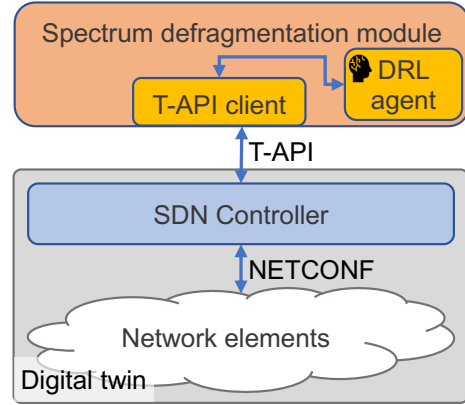 Spectrum defragmentation module
DRL
agent
T-API client
T-API
SDN Controller
NETCONF
Network elements
Digital twin